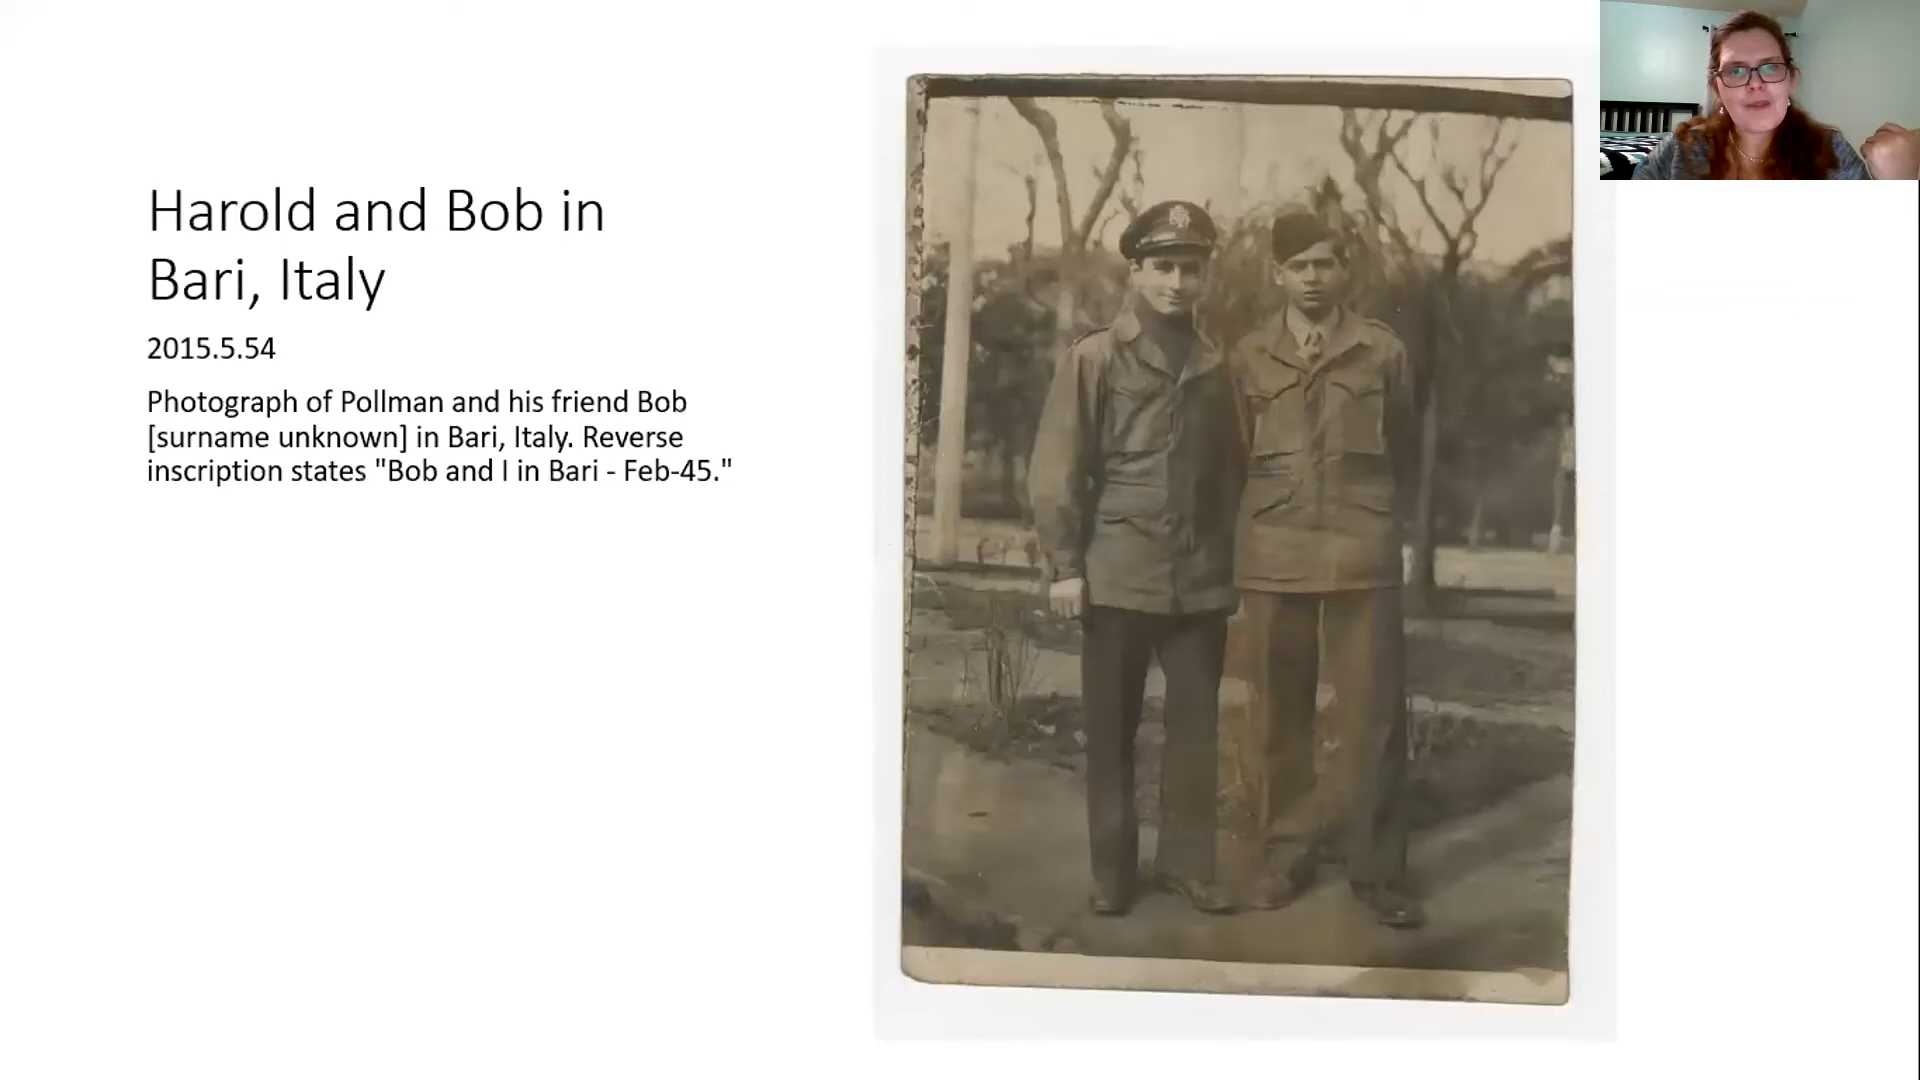 Harold and Bob in
Bari, Italy
2015.5.54
Photograph of Pollman and his friend Bob
[surname unknown] in Bari, Italy. Reverse
inscription states "Bob and I in Bari - Feb-45."